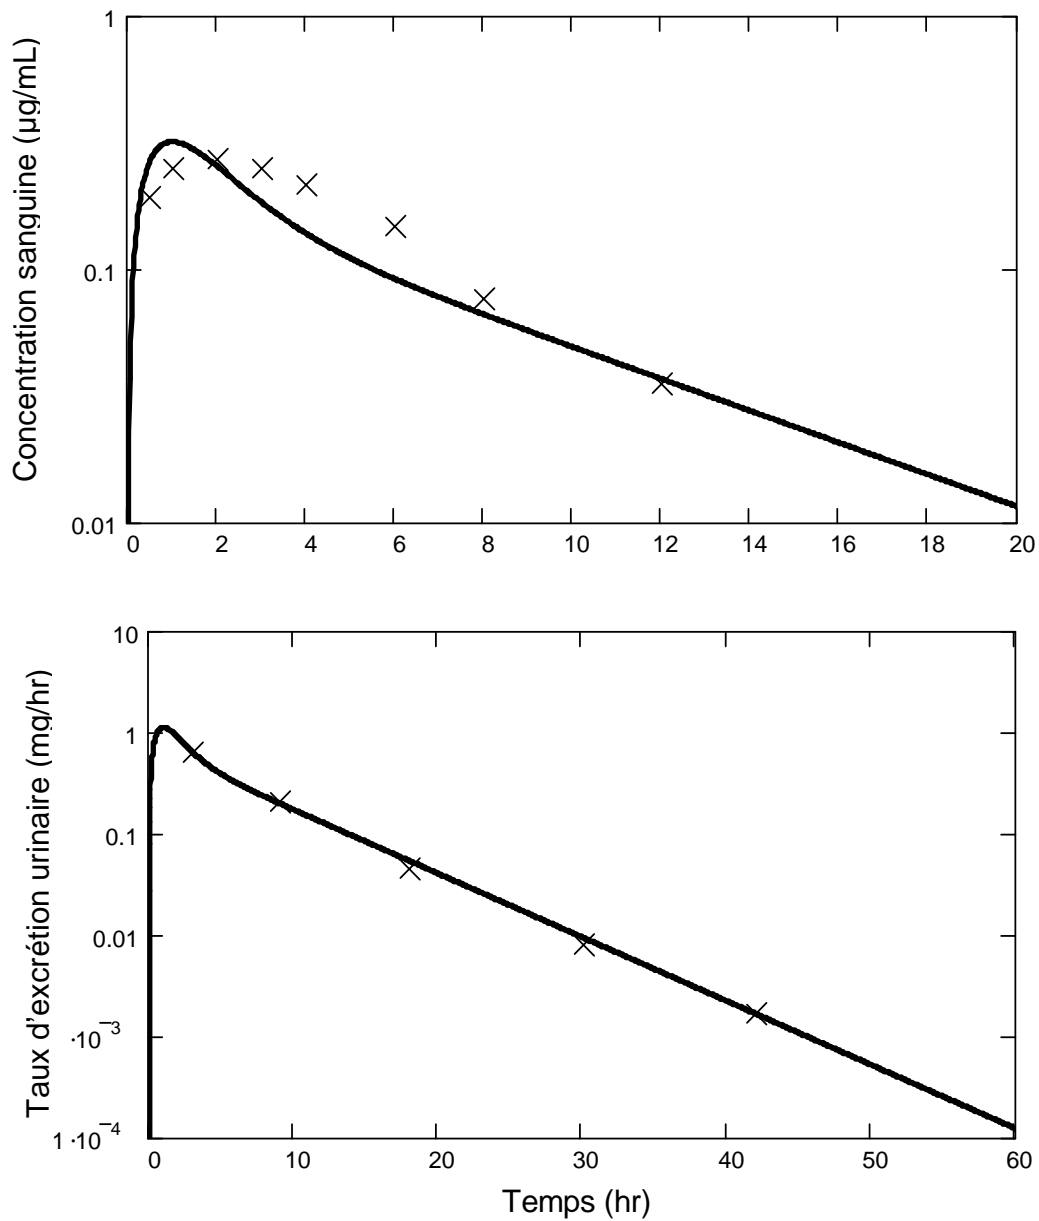 Concentration sanguine (µg/mL)
1
0.1
0.01
0 2 4 6 8 10 12 14 16 18 20
Taux d'excrétion urinaire (mg/hr)
10
1
0.1
0.01
·10⁻³
1·10⁻⁴
0 10 20 30 40 50 60
Temps (hr)